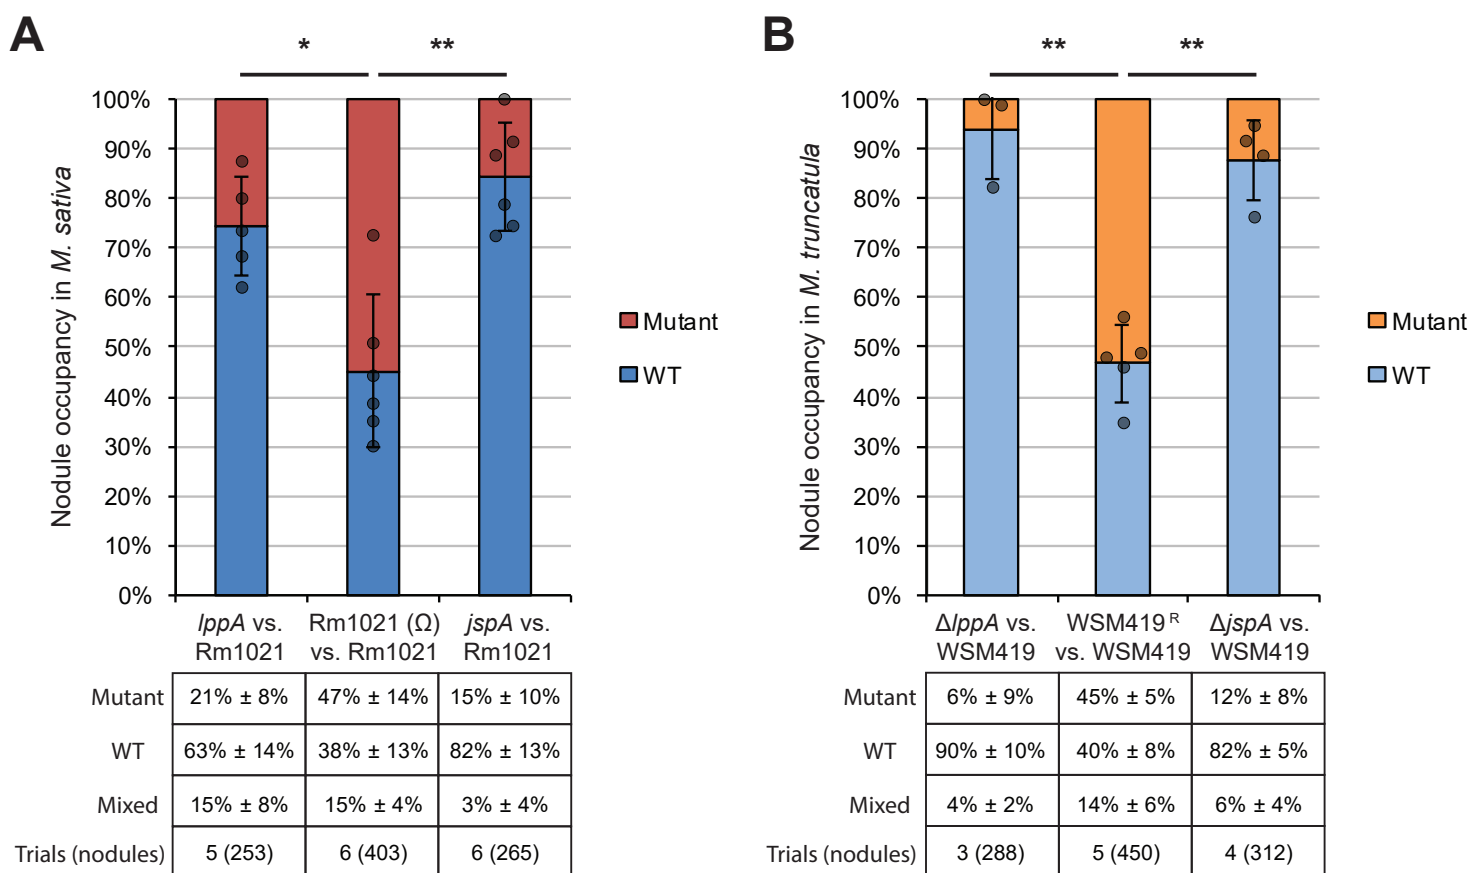 A
* **
Nodule occupancy in M. sativa
100%
90%
80%
70%
60%
50%
40%
30%
20%
10%
0%
Mutant
WT
lppA vs. Rm1021 (Ω) jspA vs.
Rm1021 vs. Rm1021 Rm1021
Mutant 21% ± 8% 47% ± 14% 15% ± 10%
WT 63% ± 14% 38% ± 13% 82% ± 13%
Mixed 15% ± 8% 15% ± 4% 3% ± 4%
Trials (nodules) 5 (253) 6 (403) 6 (265)
B
** **
Nodule occupancy in M. truncatula
100%
90%
80%
70%
60%
50%
40%
30%
20%
10%
0%
Mutant
WT
ΔlppA vs. WSM419 R ΔjspA vs.
WSM419 vs. WSM419 WSM419
Mutant 6% ± 9% 45% ± 5% 12% ± 8%
WT 90% ± 10% 40% ± 8% 82% ± 5%
Mixed 4% ± 2% 14% ± 6% 6% ± 4%
Trials (nodules) 3 (288) 5 (450) 4 (312)